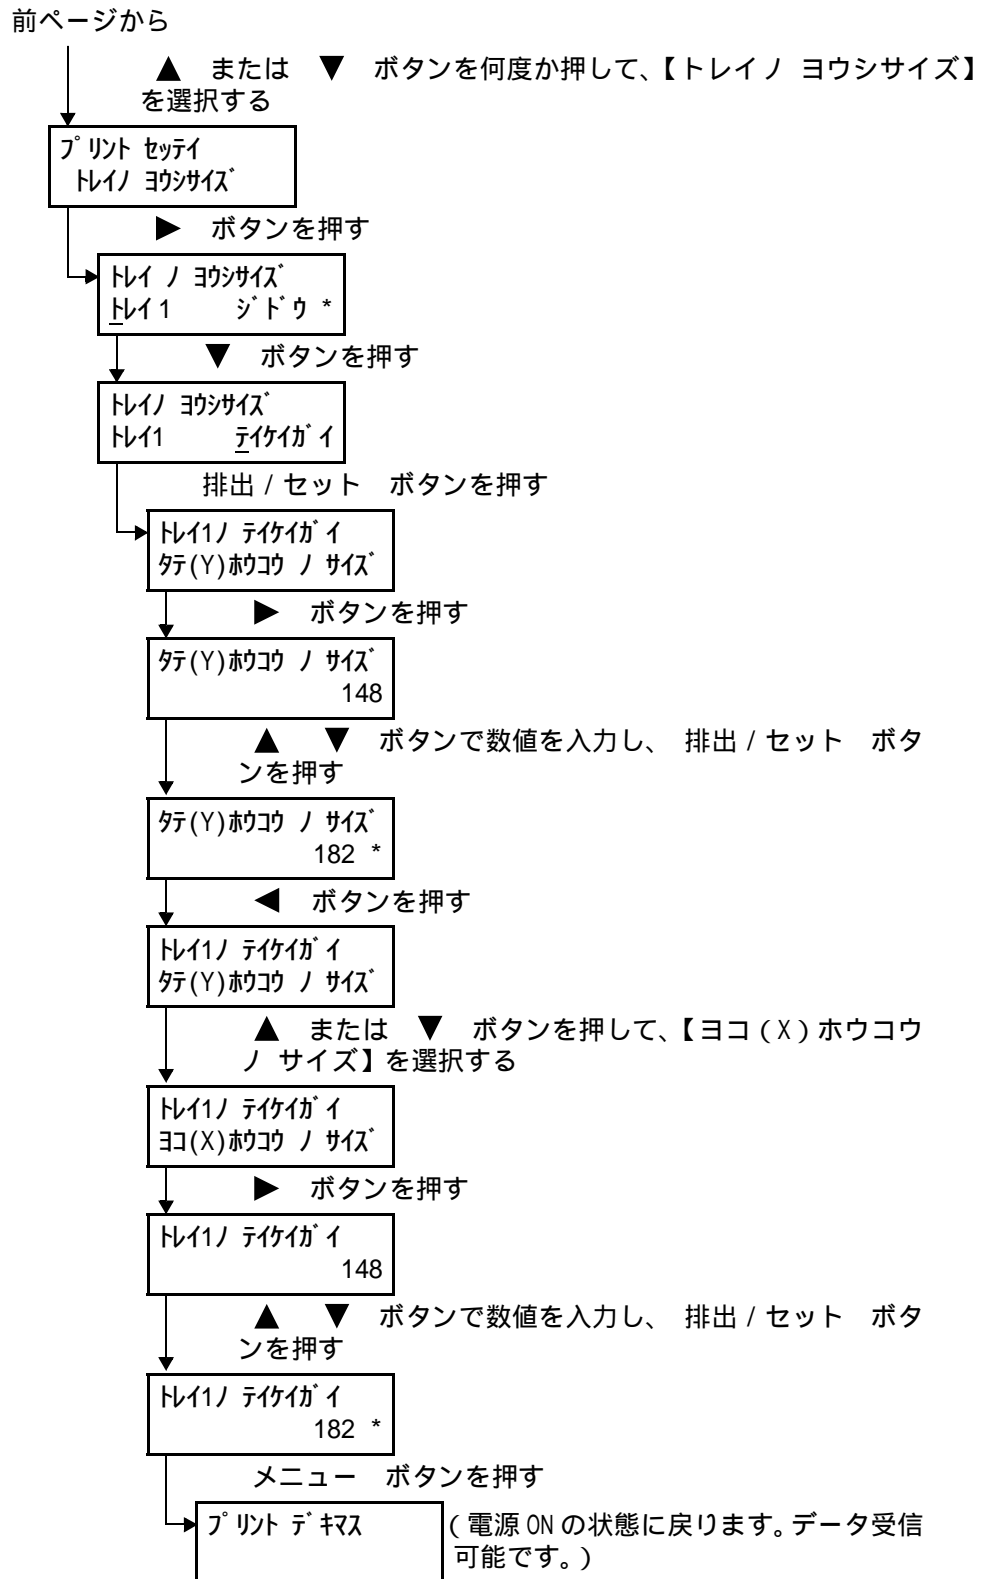 前ページから
▲ または ▼ ボタンを何度か押して、【トレイノ ヨウシサイズ】
を選択する
ﾌﾟﾘﾝﾄ ｾｯﾃｲ
ﾄﾚｲﾉ ﾖｳｼｻｲｽﾞ
▶ ボタンを押す
ﾄﾚｲ ﾉ ﾖｳｼｻｲｽﾞ
ﾄﾚｲ1 ｼﾞﾄﾞｳ *
▼ ボタンを押す
ﾄﾚｲﾉ ﾖｳｼｻｲｽﾞ
ﾄﾚｲ1 ﾃｲｹｲｶﾞｲ
排出 / セット ボタンを押す
ﾄﾚｲ1ﾉ ﾃｲｹｲｶﾞｲ
ﾀﾃ(Y)ﾎｳｺｳ ﾉ ｻｲｽﾞ
▶ ボタンを押す
ﾀﾃ(Y)ﾎｳｺｳ ﾉ ｻｲｽﾞ
148
▲ ▼ ボタンで数値を入力し、 排出 / セット ボタ
ンを押す
ﾀﾃ(Y)ﾎｳｺｳ ﾉ ｻｲｽﾞ
182 *
◀ ボタンを押す
ﾄﾚｲ1ﾉ ﾃｲｹｲｶﾞｲ
ﾀﾃ(Y)ﾎｳｺｳ ﾉ ｻｲｽﾞ
▲ または ▼ ボタンを押して、【ヨコ(X)ホウコウ
ノ サイズ】を選択する
ﾄﾚｲ1ﾉ ﾃｲｹｲｶﾞｲ
ﾖｺ(X)ﾎｳｺｳ ﾉ ｻｲｽﾞ
▶ ボタンを押す
ﾄﾚｲ1ﾉ ﾃｲｹｲｶﾞｲ
148
▲ ▼ ボタンで数値を入力し、 排出 / セット ボタ
ンを押す
ﾄﾚｲ1ﾉ ﾃｲｹｲｶﾞｲ
182 *
メニュー ボタンを押す
ﾌﾟﾘﾝﾄ ﾃﾞｷﾏｽ
(電源 ON の状態に戻ります。データ受信
可能です。)